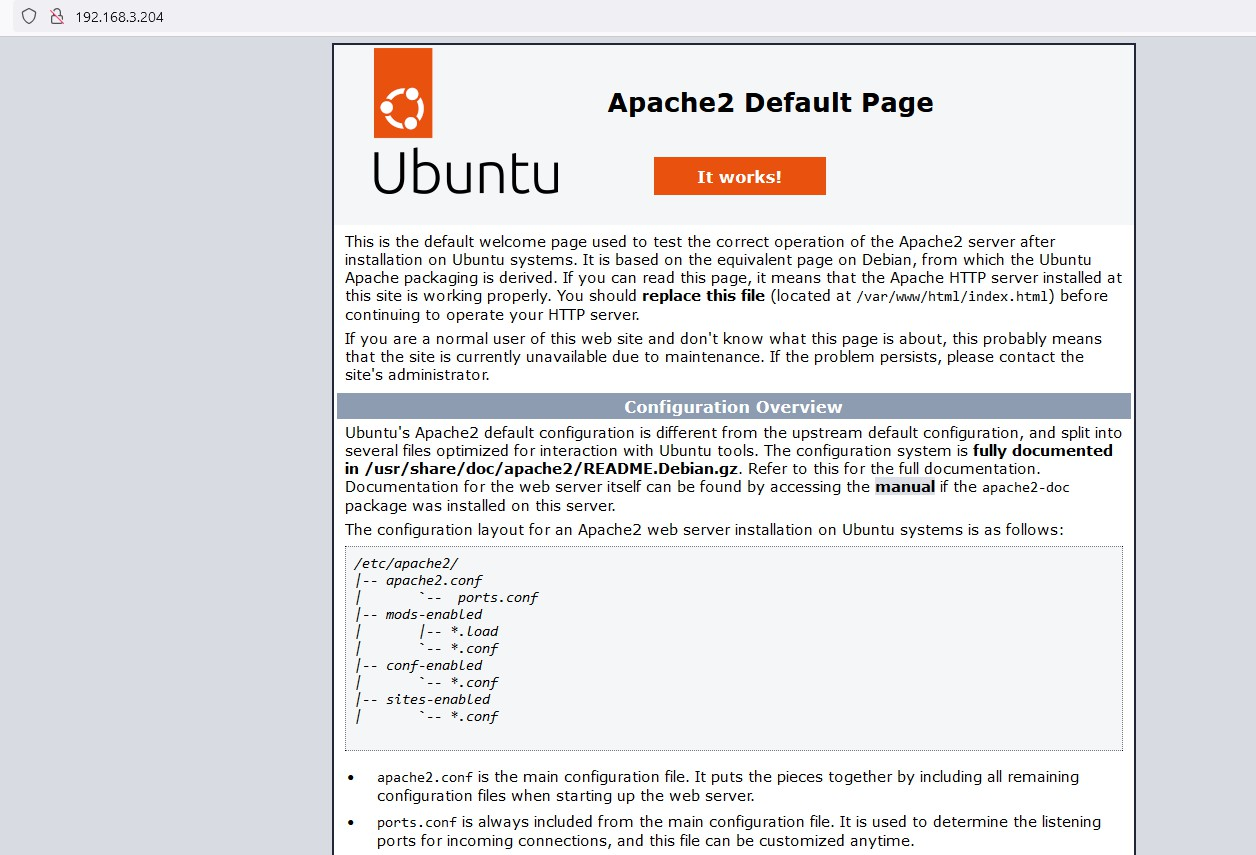 192.168.3.204
Apache2 Default Page
Ubuntu
It works!
This is the default welcome page used to test the correct operation of the Apache2 server after
installation on Ubuntu systems. It is based on the equivalent page on Debian, from which the Ubuntu
Apache packaging is derived. If you can read this page, it means that the Apache HTTP server installed at
this site is working properly. You should replace this file (located at /var/www/html/index.html) before
continuing to operate your HTTP server.
If you are a normal user of this web site and don't know what this page is about, this probably means
that the site is currently unavailable due to maintenance. If the problem persists, please contact the
site's administrator.
Configuration Overview
Ubuntu's Apache2 default configuration is different from the upstream default configuration, and split into
several files optimized for interaction with Ubuntu tools. The configuration system is fully documented
in /usr/share/doc/apache2/README.Debian.gz. Refer to this for the full documentation.
Documentation for the web server itself can be found by accessing the manual if the apache2-doc
package was installed on this server.
The configuration layout for an Apache2 web server installation on Ubuntu systems is as follows:
/etc/apache2/
|-- apache2.conf
|       `--  ports.conf
|-- mods-enabled
|       |-- *.load
|       `-- *.conf
|-- conf-enabled
|       `-- *.conf
|-- sites-enabled
|       `-- *.conf
• apache2.conf is the main configuration file. It puts the pieces together by including all remaining
configuration files when starting up the web server.
• ports.conf is always included from the main configuration file. It is used to determine the listening
ports for incoming connections, and this file can be customized anytime.